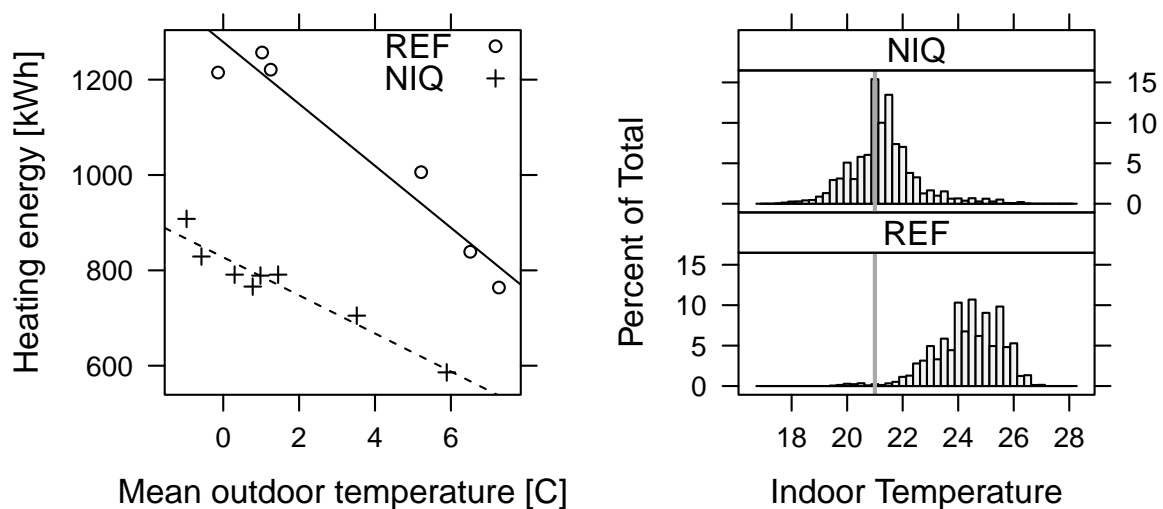 Heating energy [kWh]
1200
1000
800
600
REF
NIQ
0
2
4
6
Mean outdoor temperature [C]
Percent of Total
NIQ
15
10
5
0
REF
15
10
5
0
18
20
22
24
26
28
Indoor Temperature